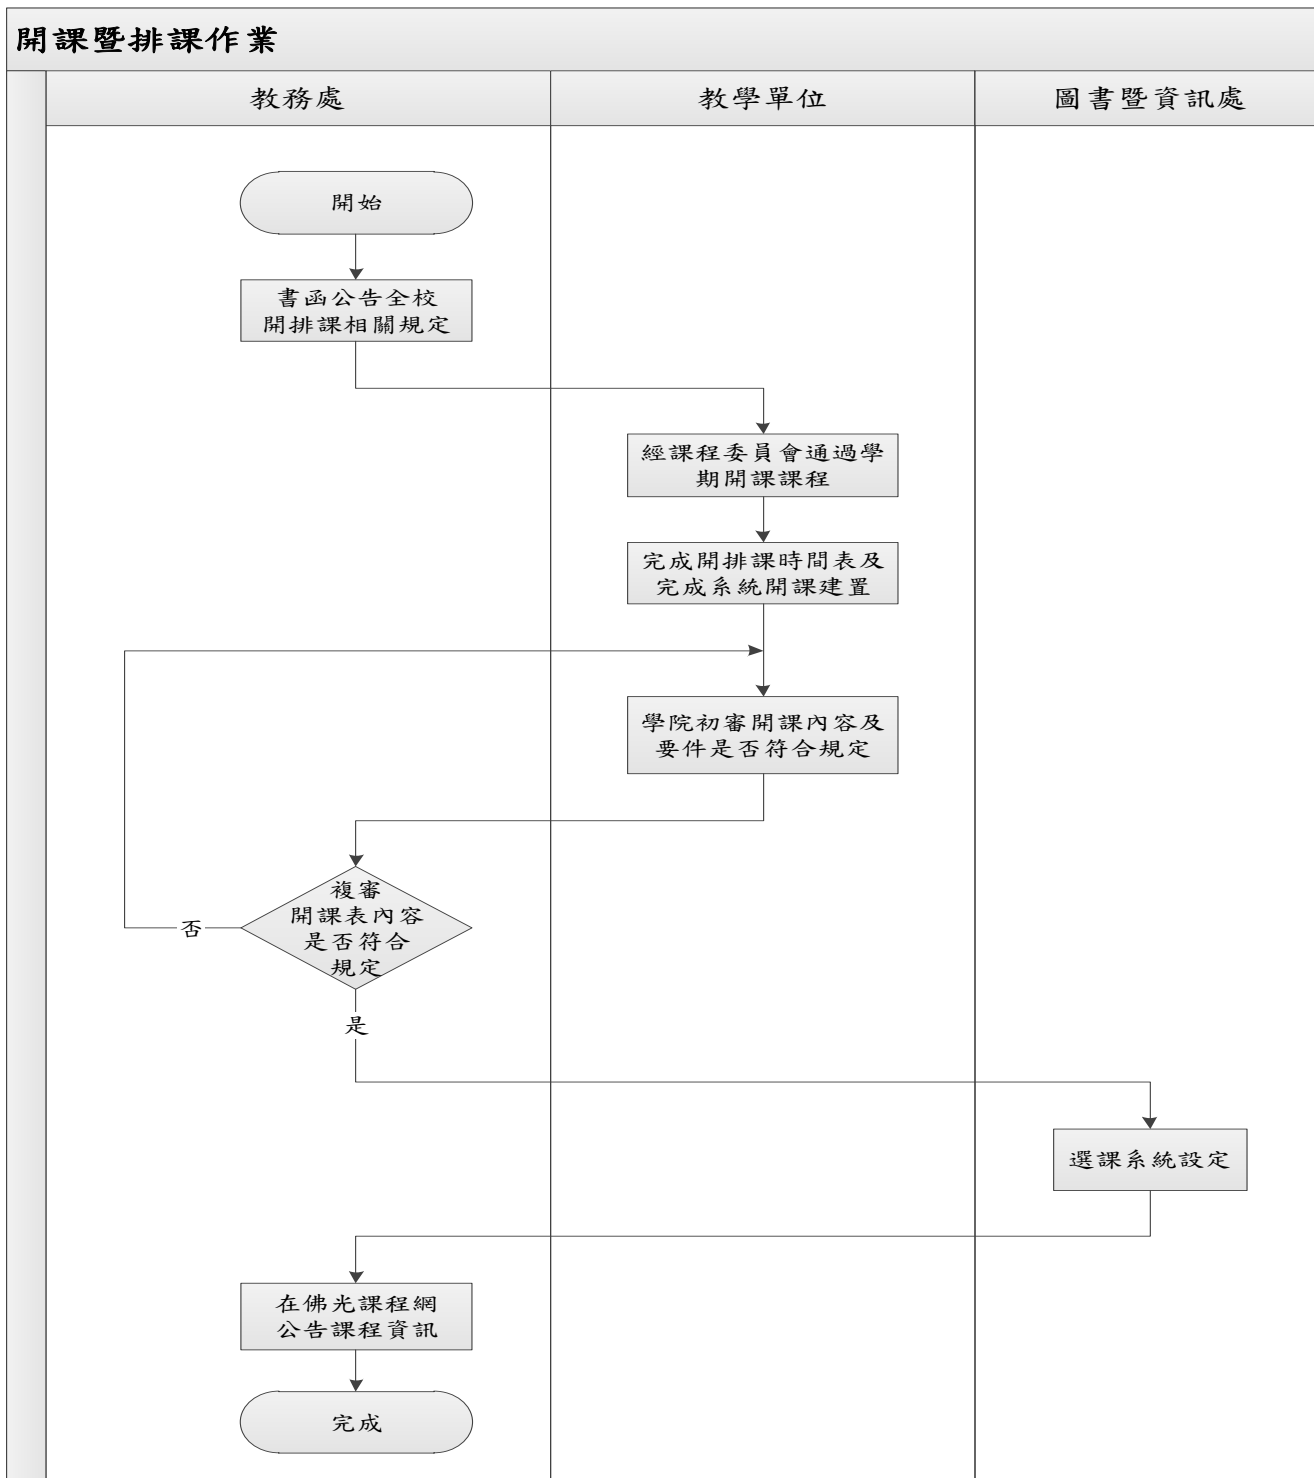 開課暨排課作業
教務處
教學單位
圖書暨資訊處
開始
書函公告全校
開排課相關規定
經課程委員會通過學
期開課課程
完成開排課時間表及
完成系統開課建置
學院初審開課內容及
要件是否符合規定
複審
開課表內容
是否符合
規定
否
是
選課系統設定
在佛光課程網
公告課程資訊
完成